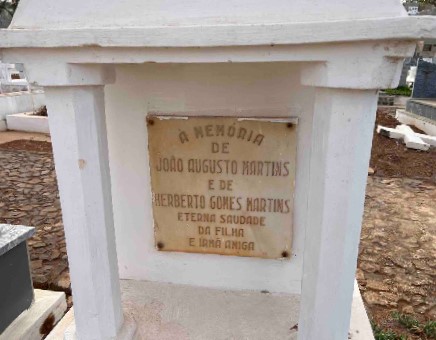 À MEMÓRIA
DE
JOÃO AUGUSTO MARTINS
E DE
HERBERTO GOMES MARTINS
ETERNA SAUDADE
DA FILHA
E IRMÃ AMIGA